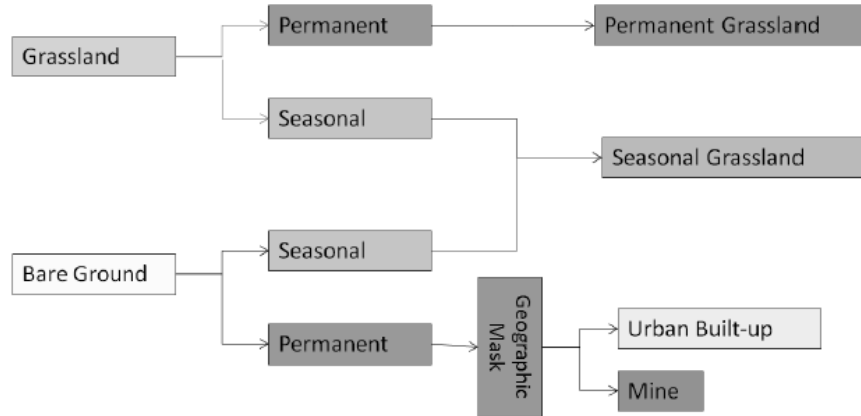 Permanent
Permanent Grassland
Grassland
Seasonal
Seasonal Grassland
Seasonal
Bare Ground
Geographic
Mask
Urban Built-up
Permanent
Mine